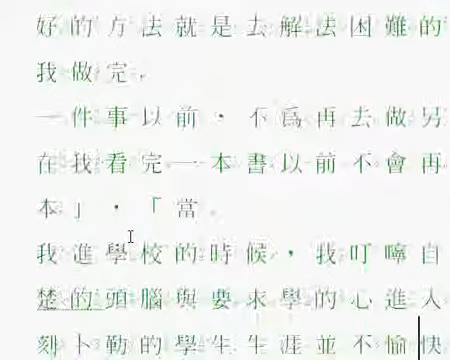 好的方法就是去解法困難的
我做完,
一件事以前,不爲再去做另
在我看完一本書以前不會再
本」,「當。
我進學校的時候,我叮嚀自
楚的頭腦與要求學的心進入
刻卜勒的學生生涯並不愉快